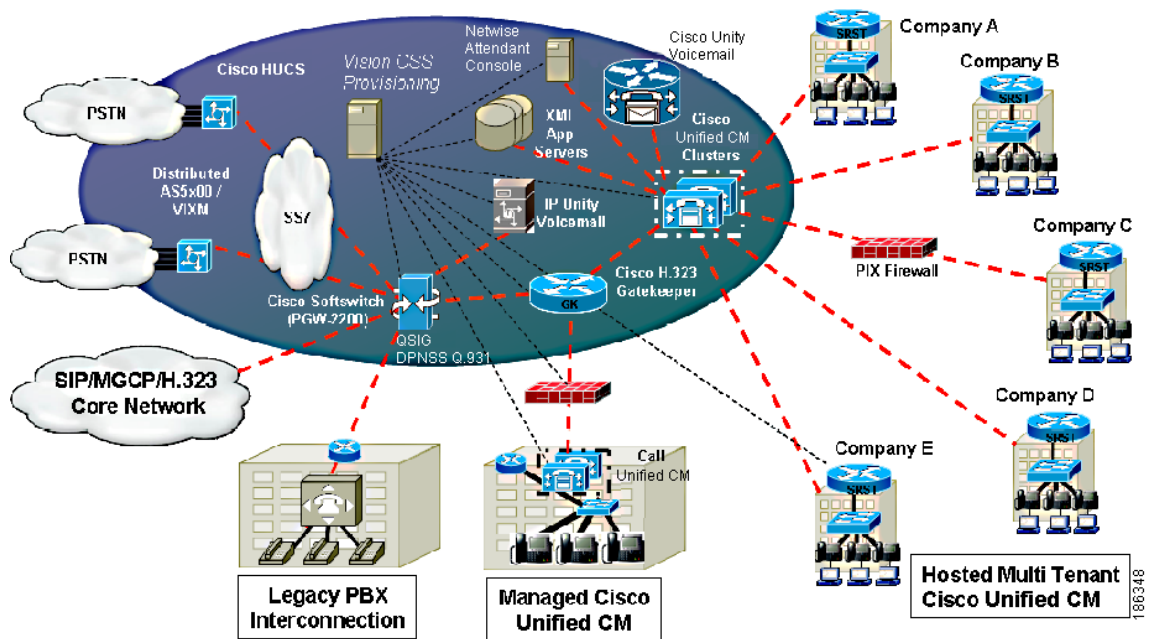 Netwise
Attendant
Console
Cisco Unity
Voicemail
Company A
SRST
Vision CSS
Provisioning
Cisco HUCS
Company B
SRST
PSTN
XMl
App
Servers
Cisco
Unified CM
Clusters
Distributed
AS5x00 /
VIXM
SS7
IP Unity
Voicemall
Company C
SRST
PIX Firewall
PSTN
Cisco H.323
Gatekeeper
GK
Cisco Softswitch
(PGW-2200)
QSIG
DPNSS Q.931
SIP/MGCP/H.323
Core Network
Company D
SRST
Company E
SRST
Call
Unified CM
Legacy PBX
Interconnection
Managed Cisco
Unified CM
Hosted Multi Tenant
Cisco Unified CM
186348